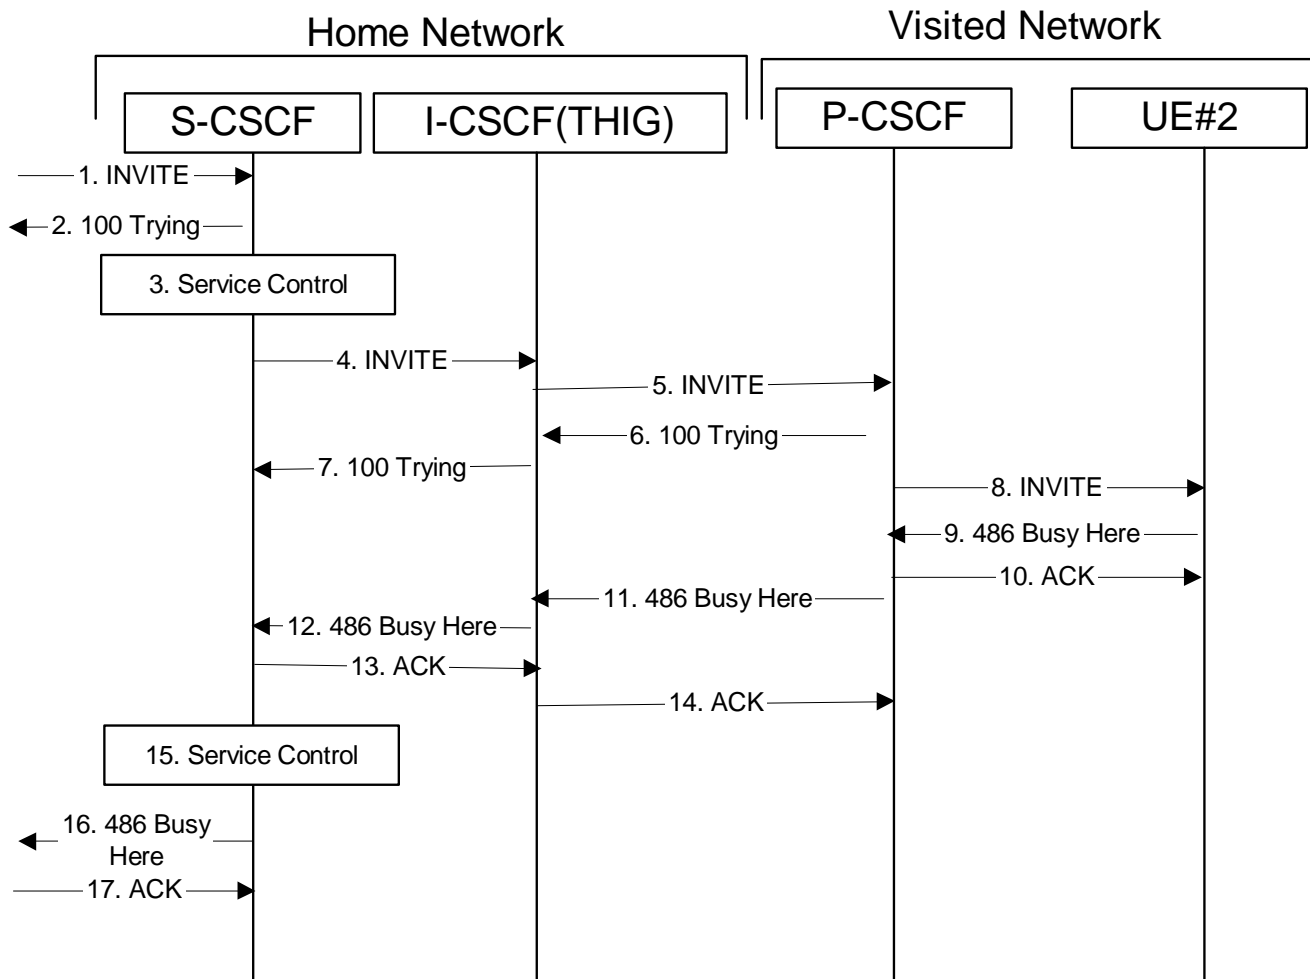 Home Network
Visited Network
S-CSCF
I-CSCF(THIG)
P-CSCF
UE#2
1. INVITE
2. 100 Trying
3. Service Control
4. INVITE
5. INVITE
6. 100 Trying
7. 100 Trying
8. INVITE
9. 486 Busy Here
10. ACK
11. 486 Busy Here
12. 486 Busy Here
13. ACK
14. ACK
15. Service Control
16. 486 Busy
Here
17. ACK